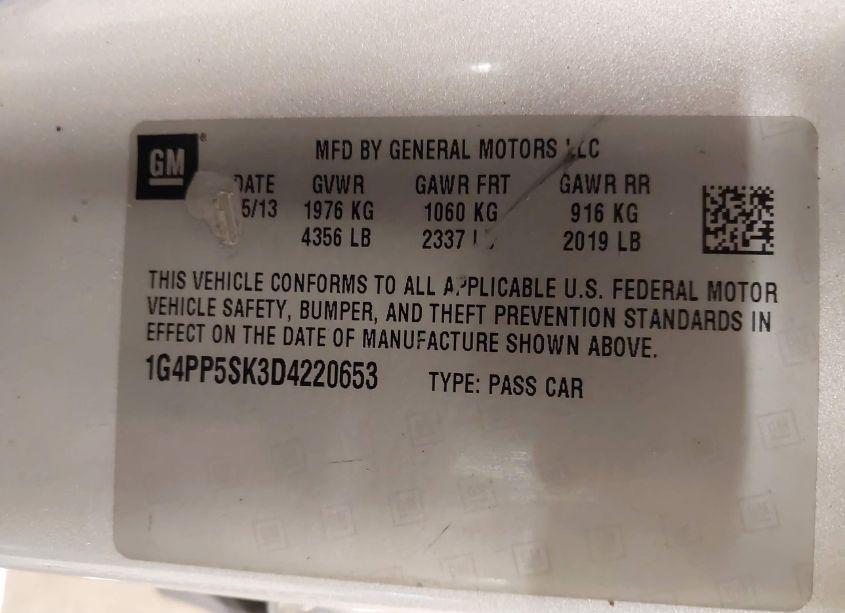 GM
MFD BY GENERAL MOTORS LLC
DATE GVWR GAWR FRT GAWR RR
5/13 1976 KG 1060 KG 916 KG
4356 LB 2337 2019 LB
THIS VEHICLE CONFORMS TO ALL APPLICABLE U.S. FEDERAL MOTOR
VEHICLE SAFETY, BUMPER, AND THEFT PREVENTION STANDARDS IN
EFFECT ON THE DATE OF MANUFACTURE SHOWN ABOVE.
1G4PP5SK3D4220653 TYPE: PASS CAR